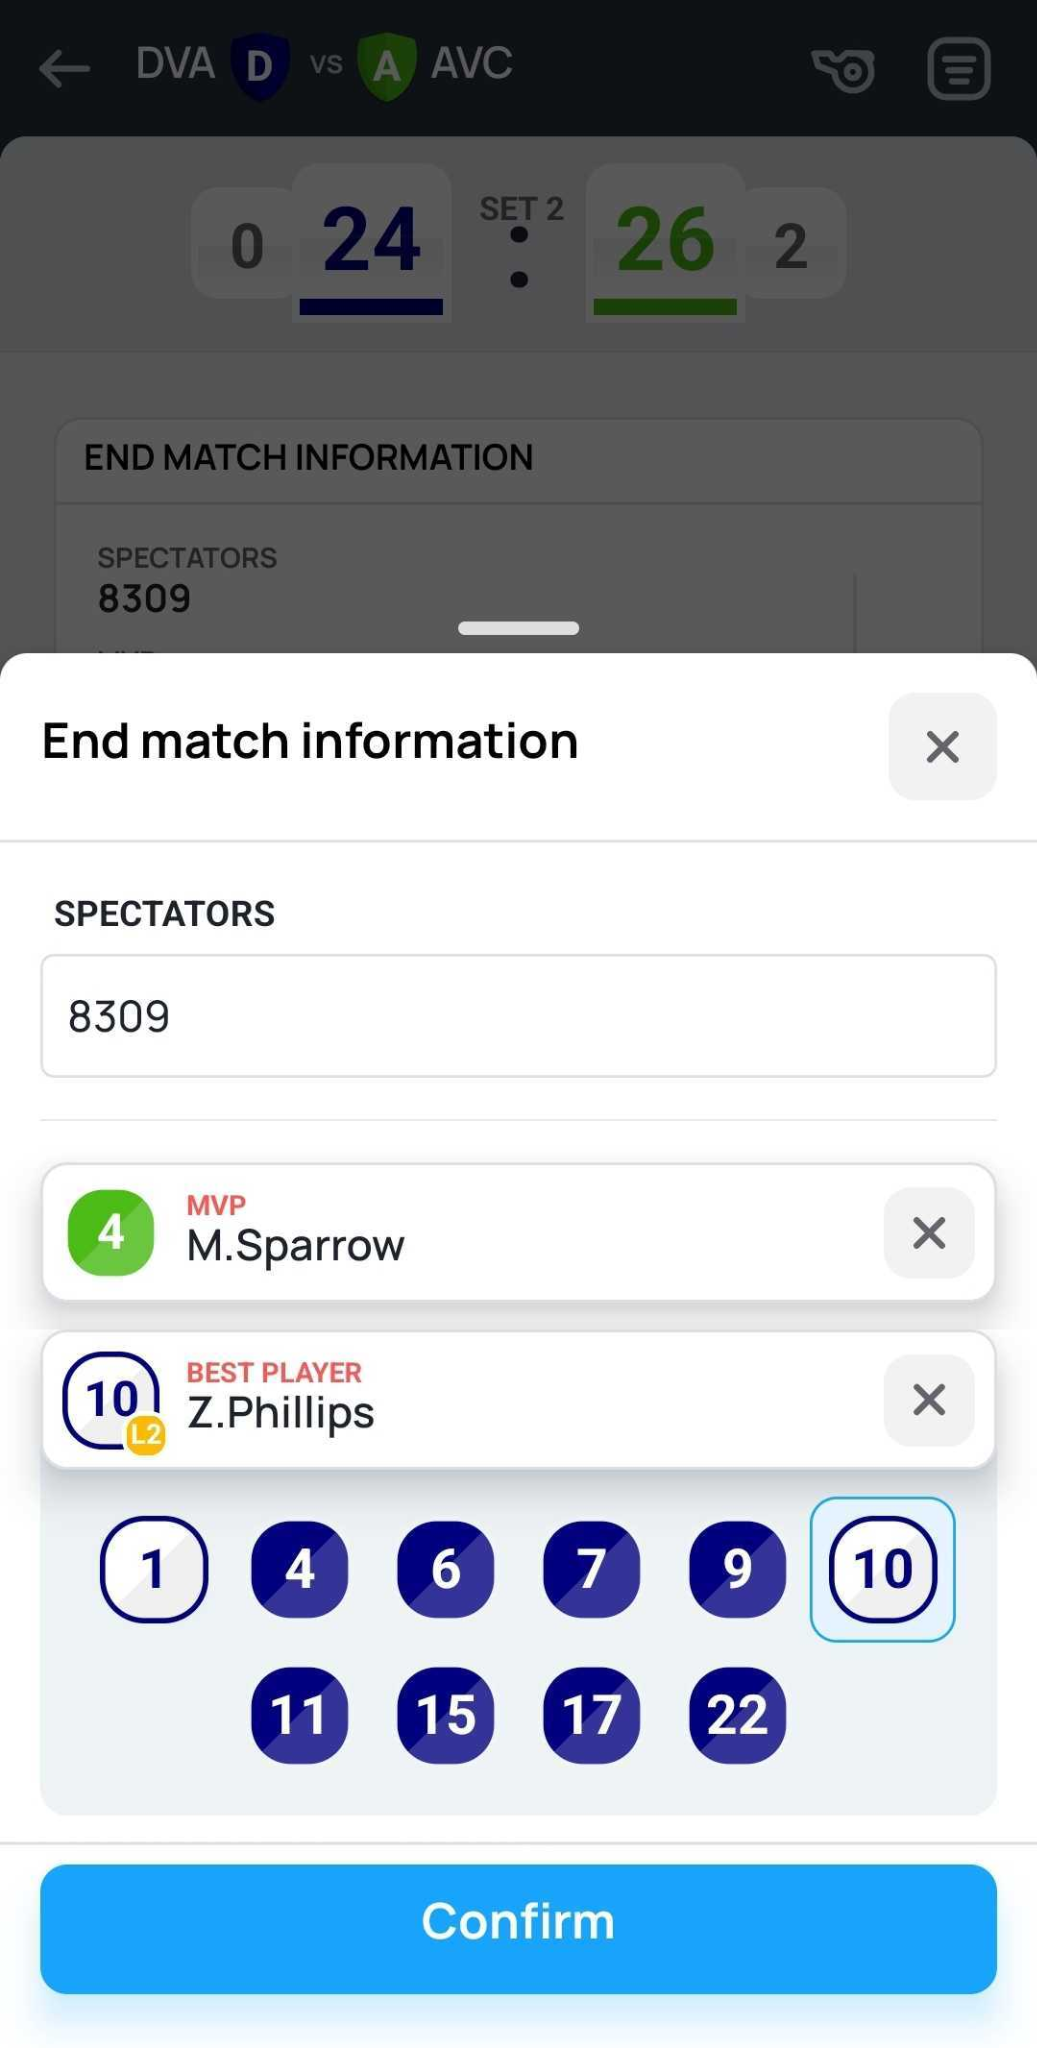 DVA D vs A AVC
SET 2
0 24 : 26 2
END MATCH INFORMATION
SPECTATORS
8309
End match information
SPECTATORS
8309
4 MVP
M.Sparrow
10 L2 BEST PLAYER
Z.Phillips
1 4 6 7 9 10
11 15 17 22
Confirm